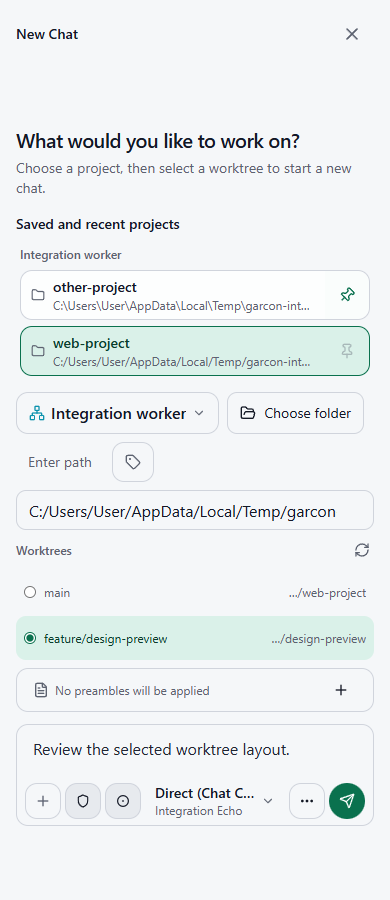 New Chat
What would you like to work on?
Choose a project, then select a worktree to start a new
chat.
Saved and recent projects
Integration worker
other-project
C:\Users\User\AppData\Local\Temp\garcon-int...
web-project
C:/Users/User/AppData/Local/Temp/garcon-int...
Integration worker
Choose folder
Enter path
C:/Users/User/AppData/Local/Temp/garcon
Worktrees
main .../web-project
feature/design-preview .../design-preview
No preambles will be applied
Review the selected worktree layout.
Direct (Chat C...
Integration Echo